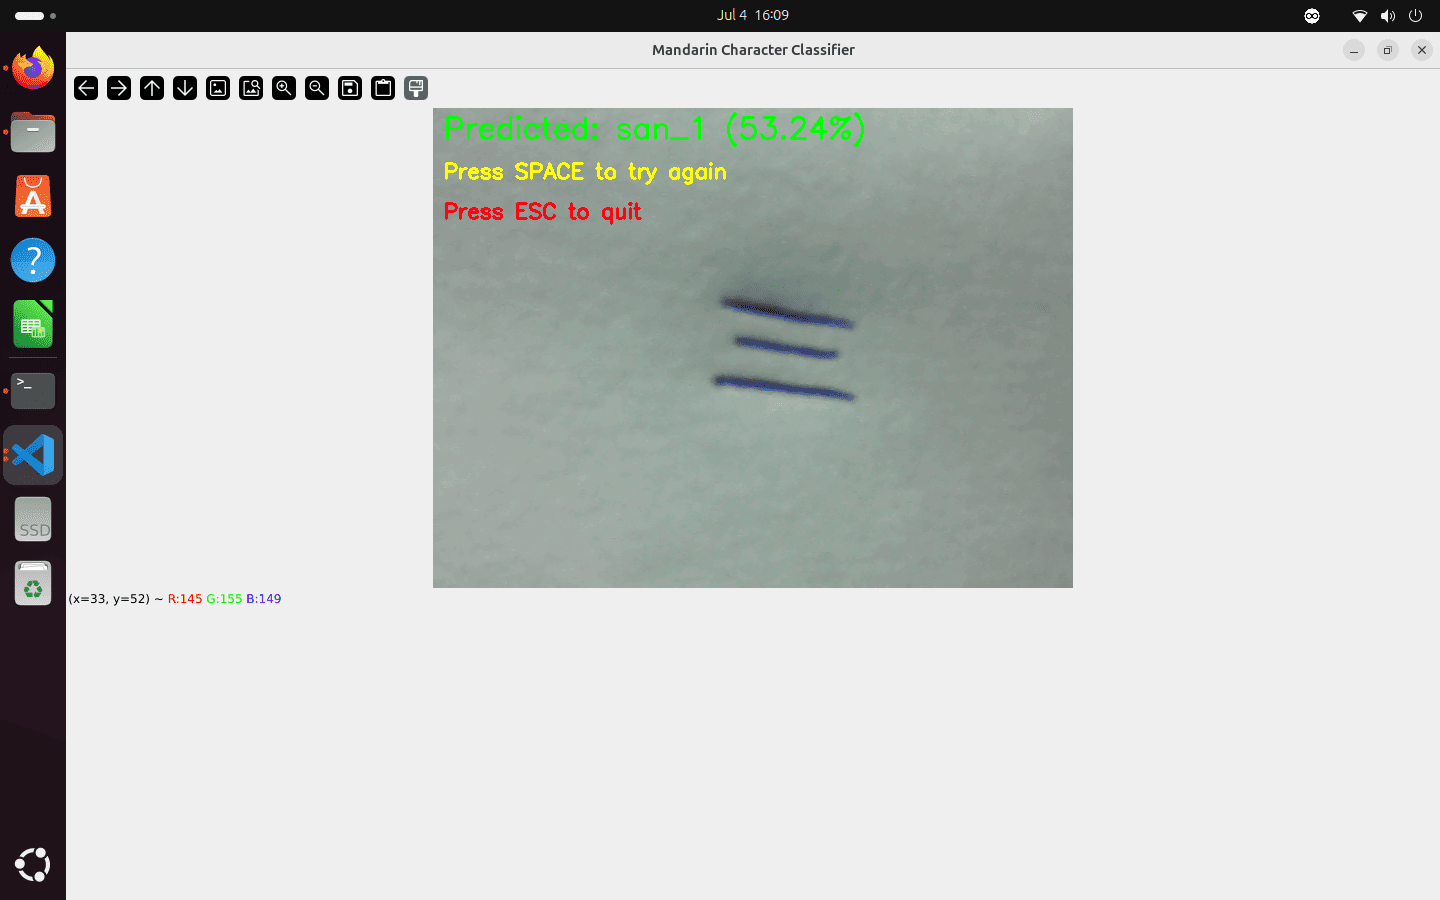 Jul 4 16:09
Mandarin Character Classifier
Predicted: san_1 (53.24%)
Press SPACE to try again
Press ESC to quit
三
>_
SSD
(x=33, y=52) ~ R:145 G:155 B:149